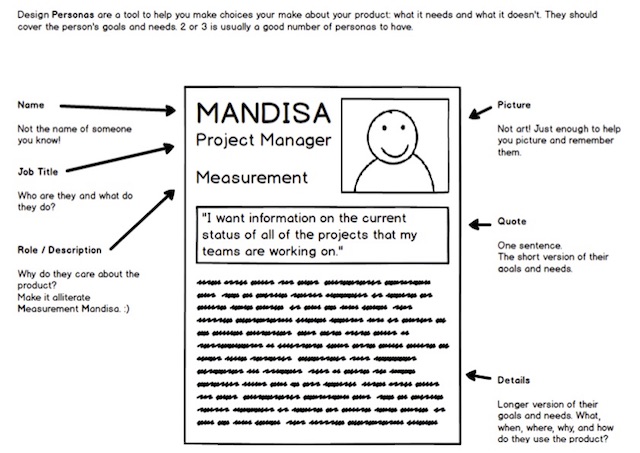 Design Personas are a tool to help you make choices your make about your product: what it needs and what it doesn't. They should
cover the person's goals and needs. 2 or 3 is usually a good number of personas to have.
Name
Not the name of someone
you know!
Job Title
Who are they and what do
they do?
Role / Description
Why do they care about the
product?
Make it alliterate
Measurement Mandisa. :)
MANDISA
Project Manager
Measurement
"I want information on the current
status of all of the projects that my
teams are working on."
Picture
Not art! Just enough to help
you picture and remember
them.
Quote
One sentence.
The short version of their
goals and needs.
Details
Longer version of their
goals and needs. What,
when, where, why, and how
do they use the product?